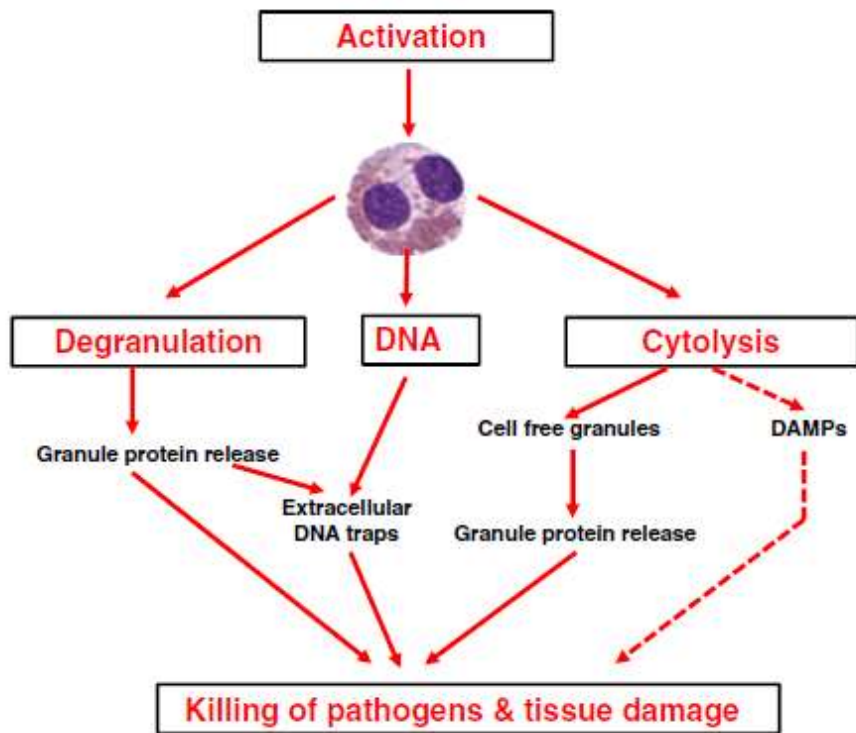 Activation
Degranulation
DNA
Cytolysis
Cell free granules
DAMPs
Granule protein release
Extracellular
DNA traps
Granule protein release
Killing of pathogens & tissue damage